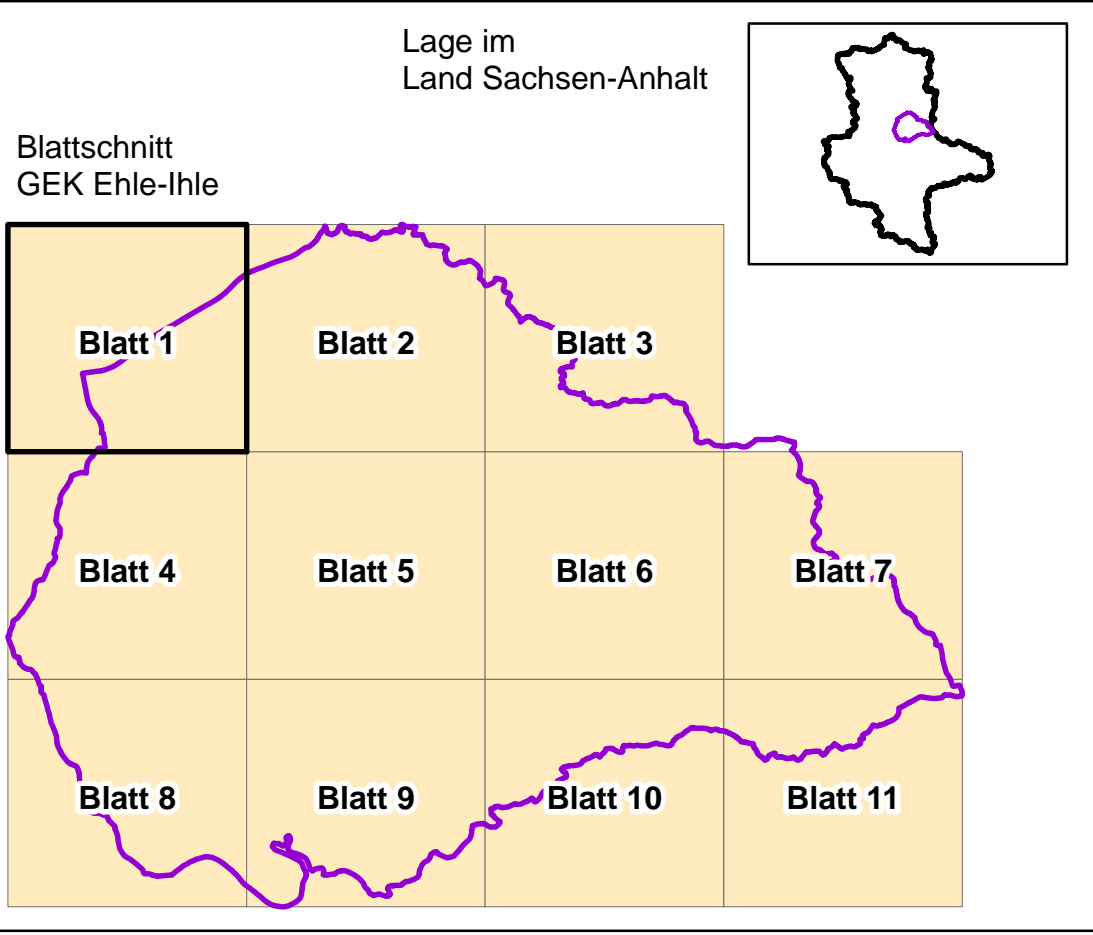 Lage im
Land Sachsen-Anhalt
Blattschnitt
GEK Ehle-Ihle
Blatt 1
Blatt 2
Blatt 3
Blatt 4
Blatt 5
Blatt 6
Blatt 7
Blatt 8
Blatt 9
Blatt 10
Blatt 11